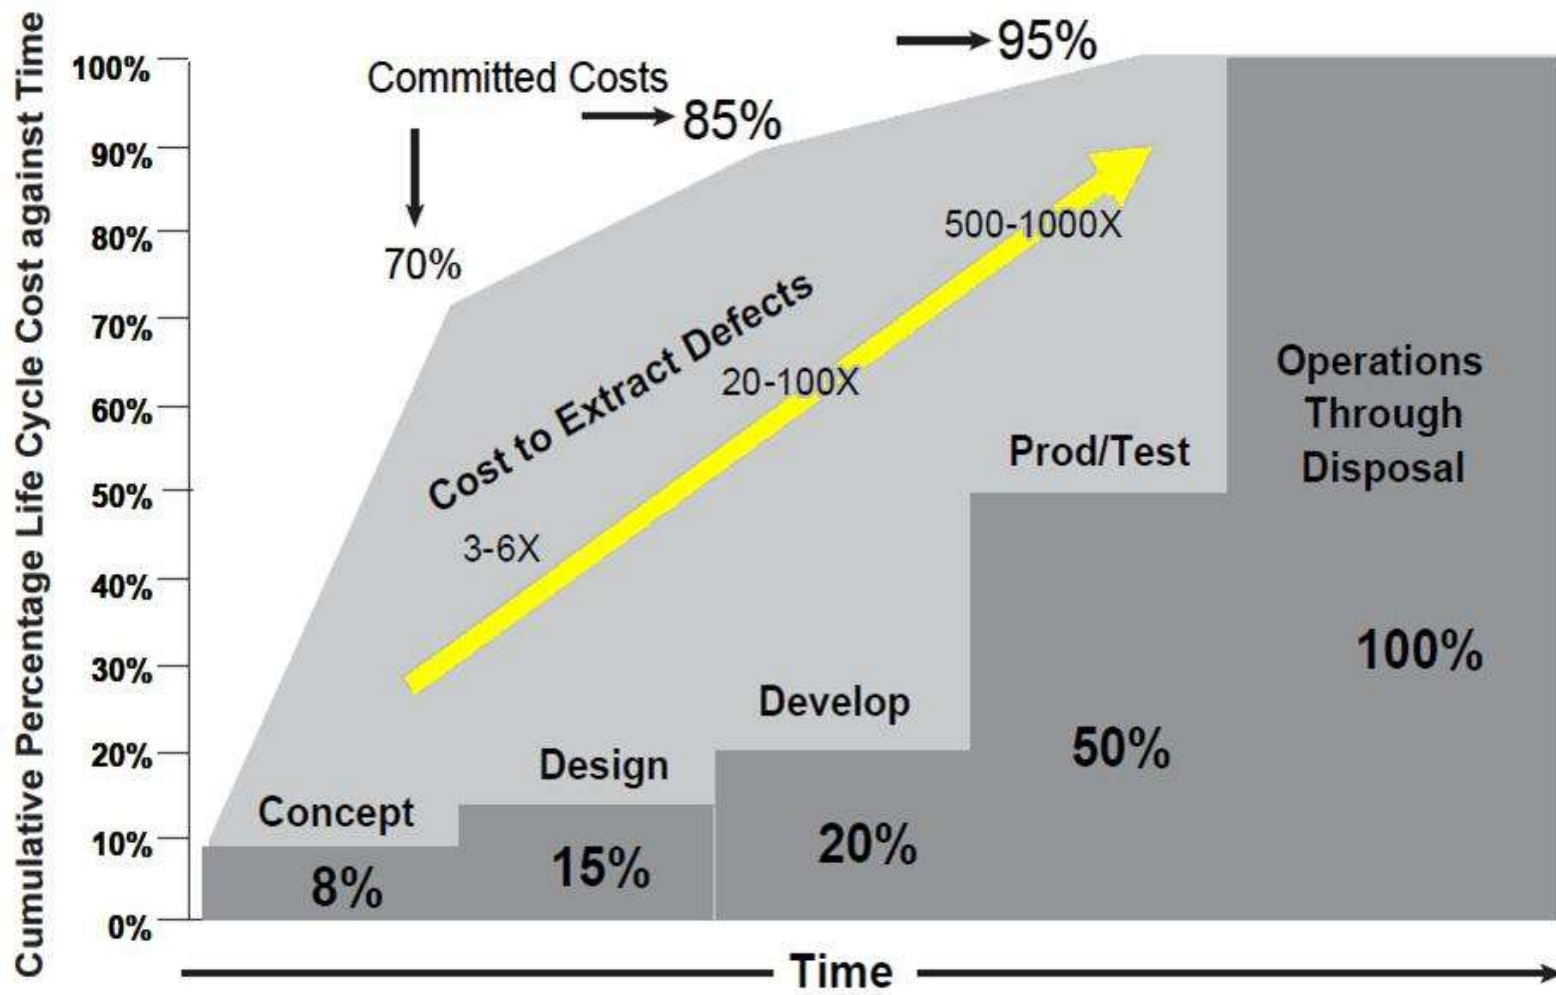 Cumulative Percentage Life Cycle Cost against Time
100%
90%
80%
70%
60%
50%
40%
30%
20%
10%
0%
Committed Costs
70%
85%
95%
Cost to Extract Defects
3-6X
20-100X
500-1000X
Concept
8%
Design
15%
Develop
20%
Prod/Test
50%
Operations
Through
Disposal
100%
Time